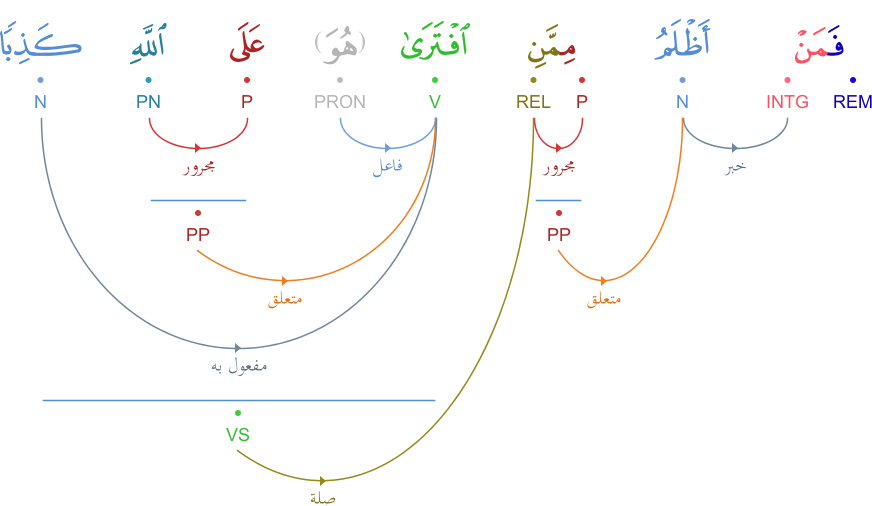 فَمَنْ أَظْلَمُ مِمَّنِ ٱفْتَرَىٰ (هُوَ) عَلَى ٱللَّهِ كَذِبًا
REM INTG N P REL V PRON P PN N
خبر مجرور فاعل مجرور
PP PP
متعلق متعلق
مفعول به
VS
صلة